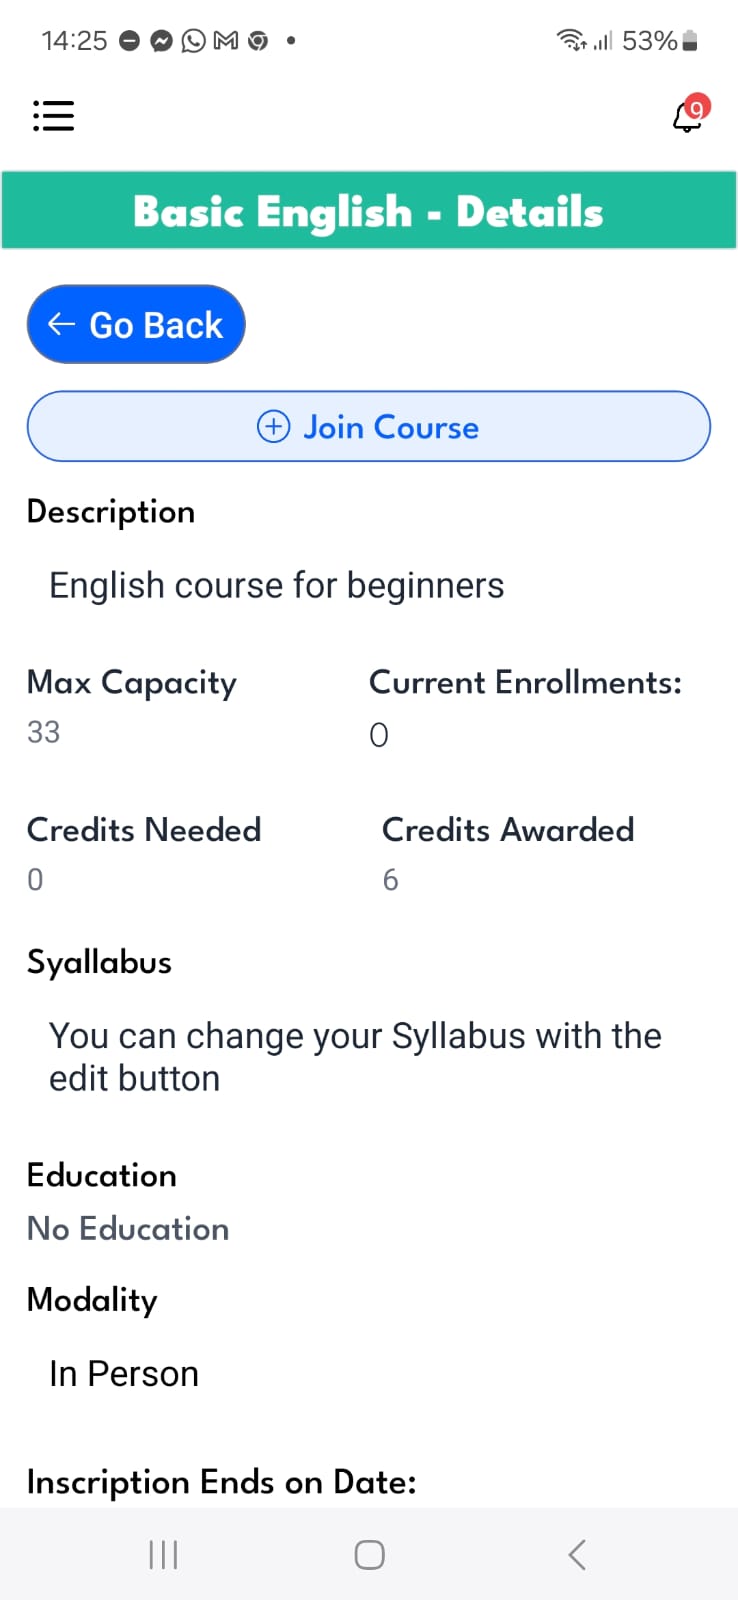 14:25 53%
9
Basic English - Details
← Go Back
Join Course
Description
English course for beginners
Max Capacity Current Enrollments:
33 0
Credits Needed Credits Awarded
0 6
Syallabus
You can change your Syllabus with the
edit button
Education
No Education
Modality
In Person
Inscription Ends on Date: